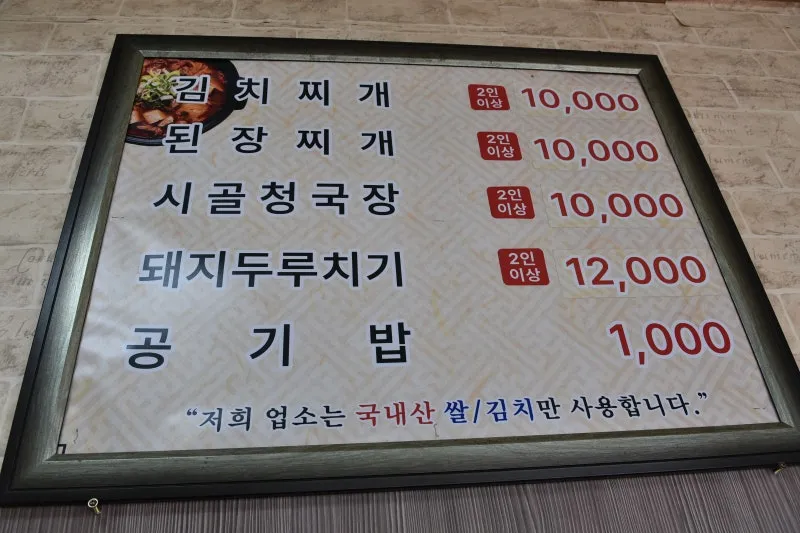 김치찌개 2인 이상 10,000
된장찌개 2인 이상 10,000
시골청국장 2인 이상 10,000
돼지두루치기 2인 이상 12,000
공기밥 1,000
“저희 업소는 국내산 쌀/김치만 사용합니다.”